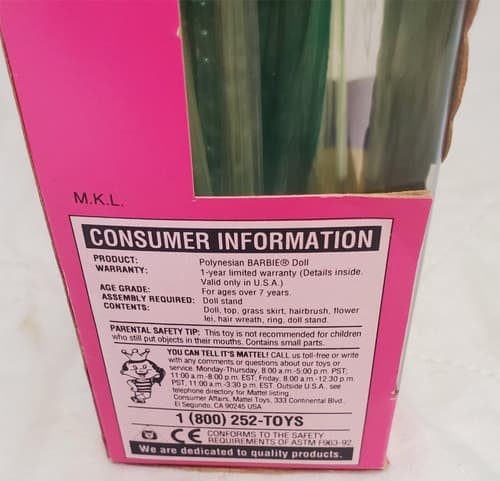 M.K.L.
CONSUMER INFORMATION
PRODUCT: Polynesian BARBIE® Doll
WARRANTY: 1-year limited warranty (Details inside.
Valid only in U.S.A.)
AGE GRADE: For ages over 7 years.
ASSEMBLY REQUIRED: Doll stand
CONTENTS: Doll, top, grass skirt, hairbrush, flower
lei, hair wreath, ring, doll stand.
PARENTAL SAFETY TIP: This toy is not recommended for children
who still put objects in their mouths. Contains small parts.
YOU CAN TELL IT'S MATTEL! CALL us toll-free or write
with any comments or questions about our toys or
service. Monday-Thursday, 8:00 a.m.-5:00 p.m. PST;
11:00 a.m.-8:00 p.m. EST; Friday, 8:00 a.m.-12:30 p.m.
PST; 11:00 a.m.-3:30 p.m. EST. Outside U.S.A., see
telephone directory for Mattel listing.
Consumer Affairs, Mattel Toys, 333 Continental Blvd.,
El Segundo, CA 90245 USA
1 (800) 252-TOYS
CE CONFORMS TO THE SAFETY
REQUIREMENTS OF ASTM F963-92.
We are dedicated to quality products.